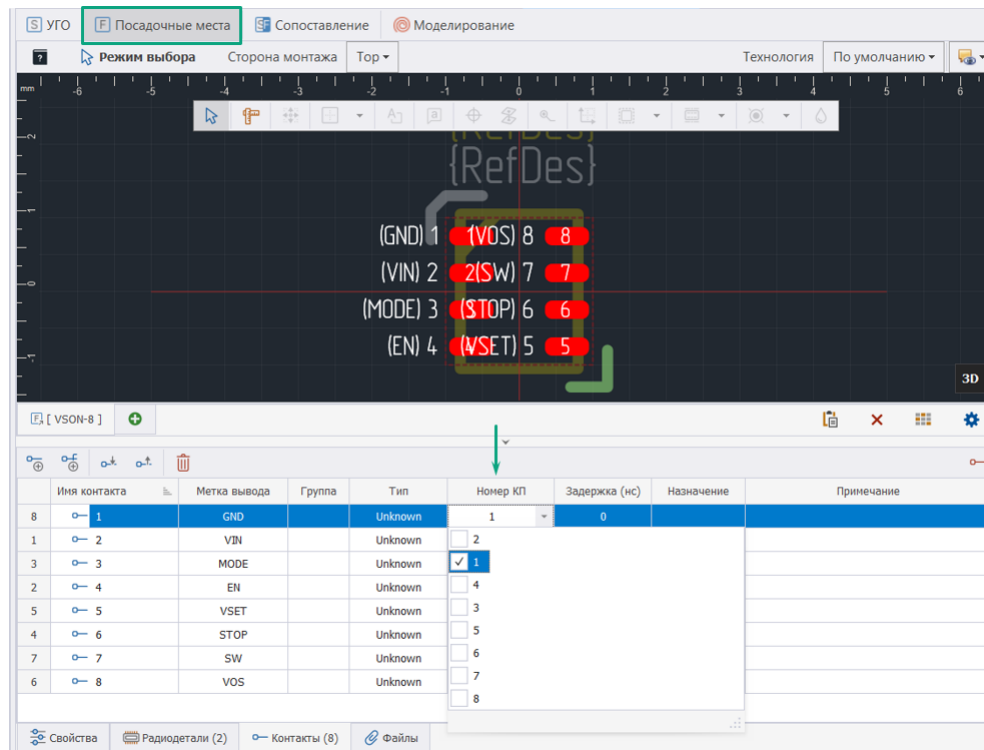 S УГО F Посадочные места SF Сопоставление Моделирование
? Режим выбора Сторона монтажа Top Технология По умолчанию
mm -6 -5 -4 -3 -2 -1 0 1 2 3 4 5 6
2
{RefDes}
{RefDes}
1
(GND) 1 1 (VOS) 8 8
(VIN) 2 2 (SW) 7 7
0
(MODE) 3 3 (STOP) 6 6
(EN) 4 4 (VSET) 5 5
-1
3D
F [ VSON-8 ]
Имя контакта Метка вывода Группа Тип Номер КП Задержка (нс) Назначение Примечание
8 1 GND Unknown 1 0
1 2 VIN Unknown 2
3 3 MODE Unknown 1
2 4 EN Unknown 4
5 5 VSET Unknown 3
4 6 STOP Unknown 5
7 7 SW Unknown 6
6 8 VOS Unknown 7
8
Свойства Радиодетали (2) Контакты (8) Файлы